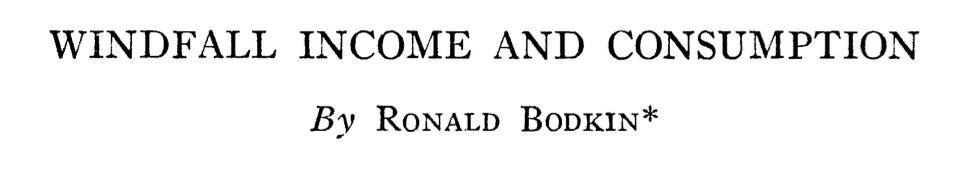 WINDFALL INCOME AND CONSUMPTION
By RONALD BODKIN*